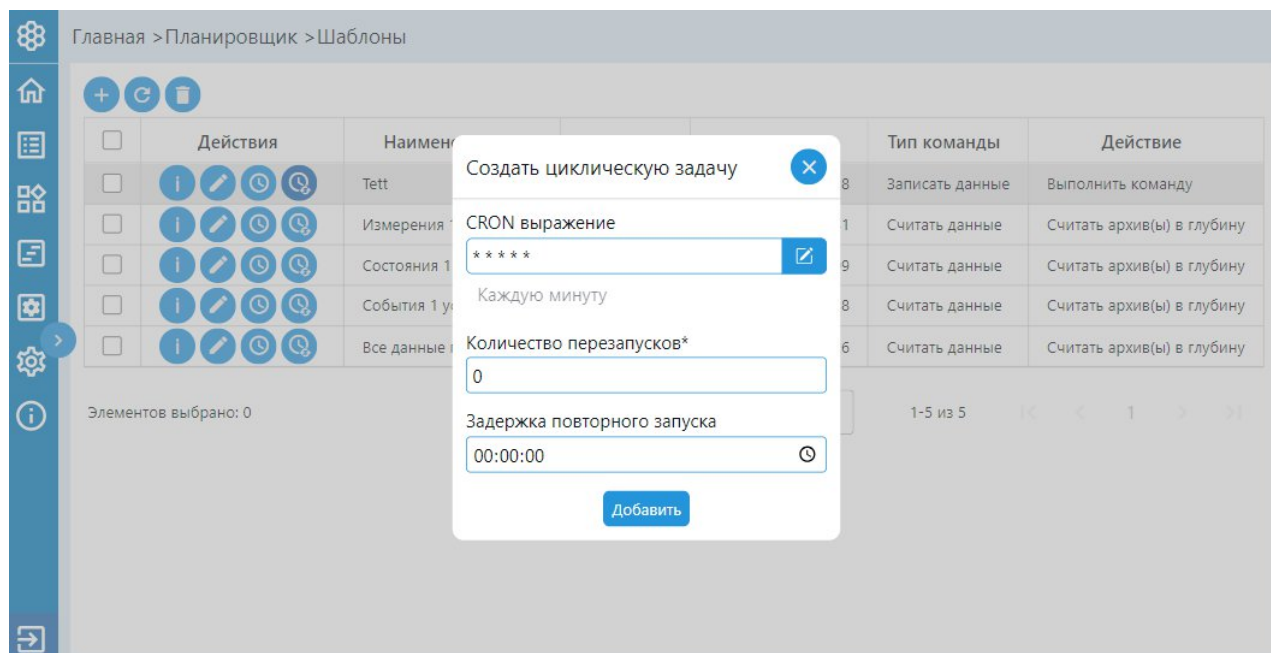 Главная >Планировщик >Шаблоны
Действия Тип команды Действие
Создать циклическую задачу
Tett 8 Записать данные Выполнить команду
CRON выражение
Измерения 1 Считать данные Считать архив(ы) в глубину
* * * * *
Состояния 1 9 Считать данные Считать архив(ы) в глубину
Каждую минуту
События 1 8 Считать данные Считать архив(ы) в глубину
Количество перезапусков*
Все данные 6 Считать данные Считать архив(ы) в глубину
0
Элементов выбрано: 0 1-5 из 5 1
Задержка повторного запуска
00:00:00
Добавить